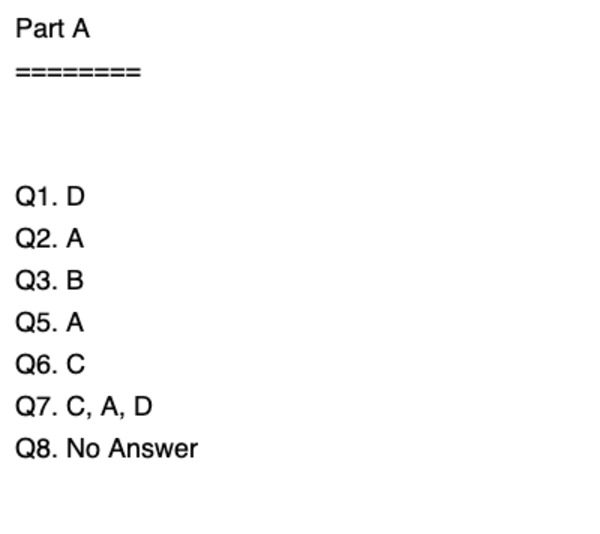 Part A
========
Q1. D
Q2. A
Q3. B
Q5. A
Q6. C
Q7. C, A, D
Q8. No Answer